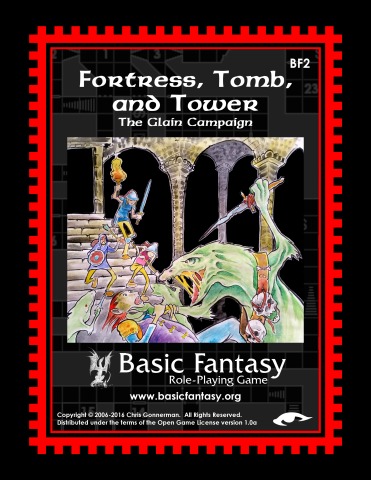 BF2
Fortress, Tomb,
and Tower
The Glain Campaign
Basic Fantasy
Role-Playing Game
www.basicfantasy.org
Copyright © 2006-2016 Chris Gonnerman. All Rights Reserved.
Distributed under the terms of the Open Game License version 1.0a